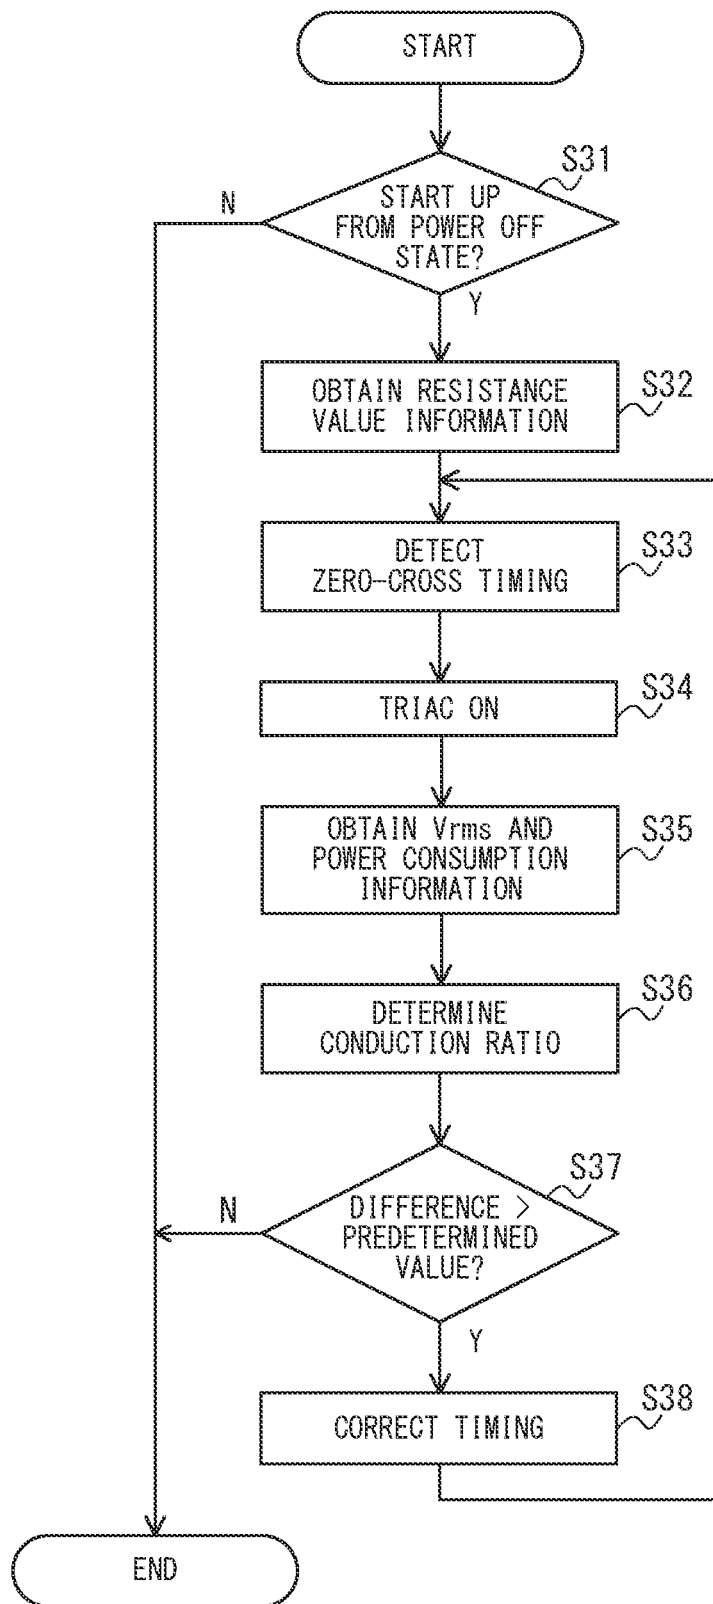 START
S31
START UP
FROM POWER OFF
STATE?
N
Y
OBTAIN RESISTANCE
VALUE INFORMATION
S32
DETECT
ZERO-CROSS TIMING
S33
TRIAC ON
S34
OBTAIN Vrms AND
POWER CONSUMPTION
INFORMATION
S35
DETERMINE
CONDUCTION RATIO
S36
S37
DIFFERENCE >
PREDETERMINED
VALUE?
N
Y
CORRECT TIMING
S38
END